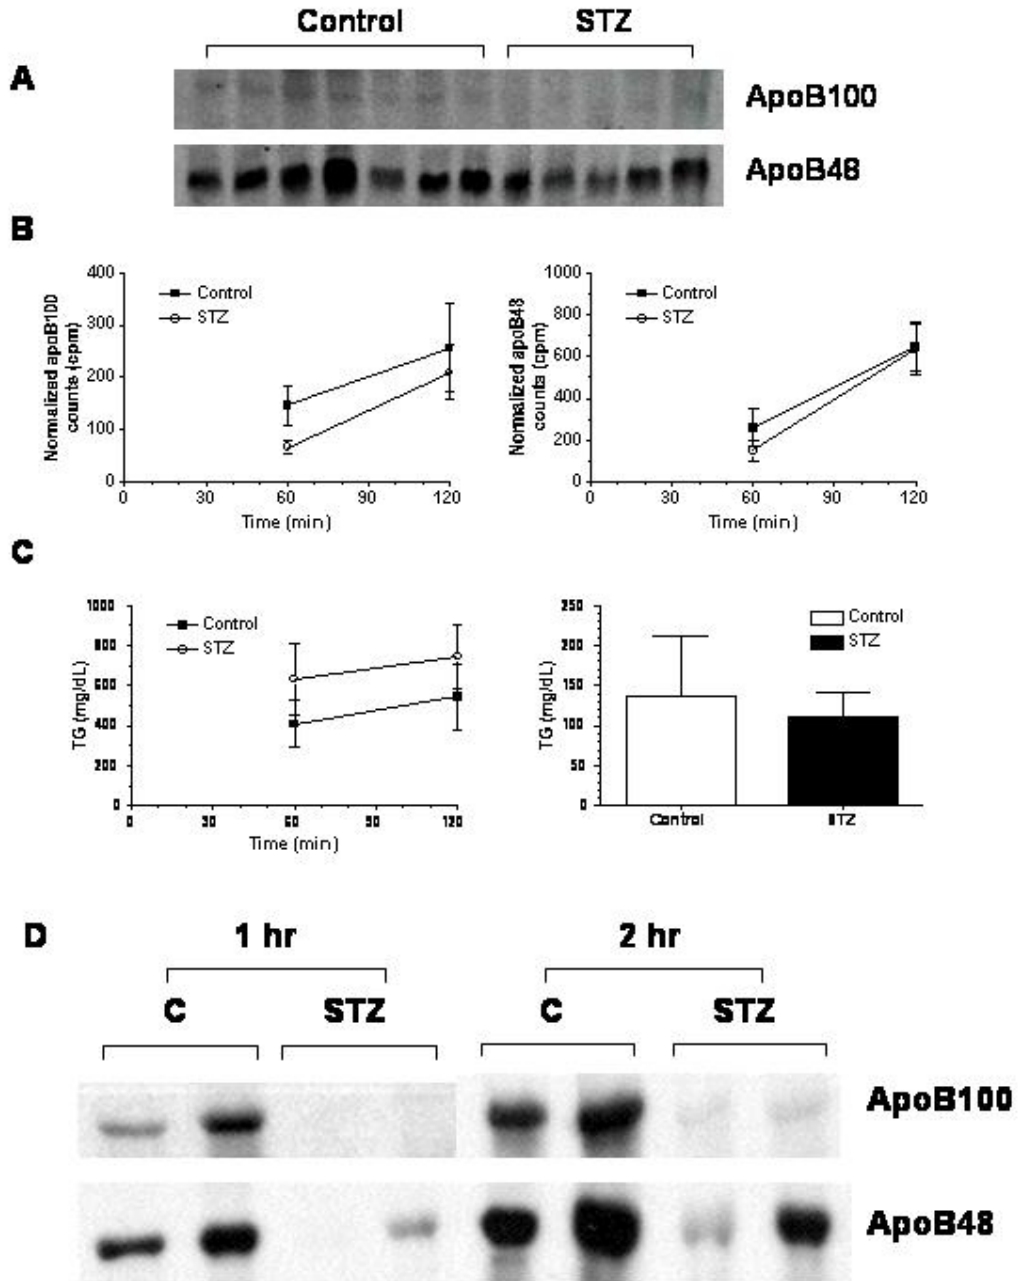 Control STZ
A
ApoB100
ApoB48
B
Normalized apoB100
counts (cpm)
400
300
200
100
0
Control
STZ
0 30 60 90 120
Time (min)
Normalized apoB48
counts (cpm)
1000
800
600
400
200
0
Control
STZ
0 30 60 90 120
Time (min)
C
TG (mg/dL)
1000
800
600
400
200
0
Control
STZ
0 30 60 90 120
Time (min)
TG (mg/dL)
250
200
150
100
50
0
Control
STZ
Control STZ
D
1 hr 2 hr
C STZ C STZ
ApoB100
ApoB48